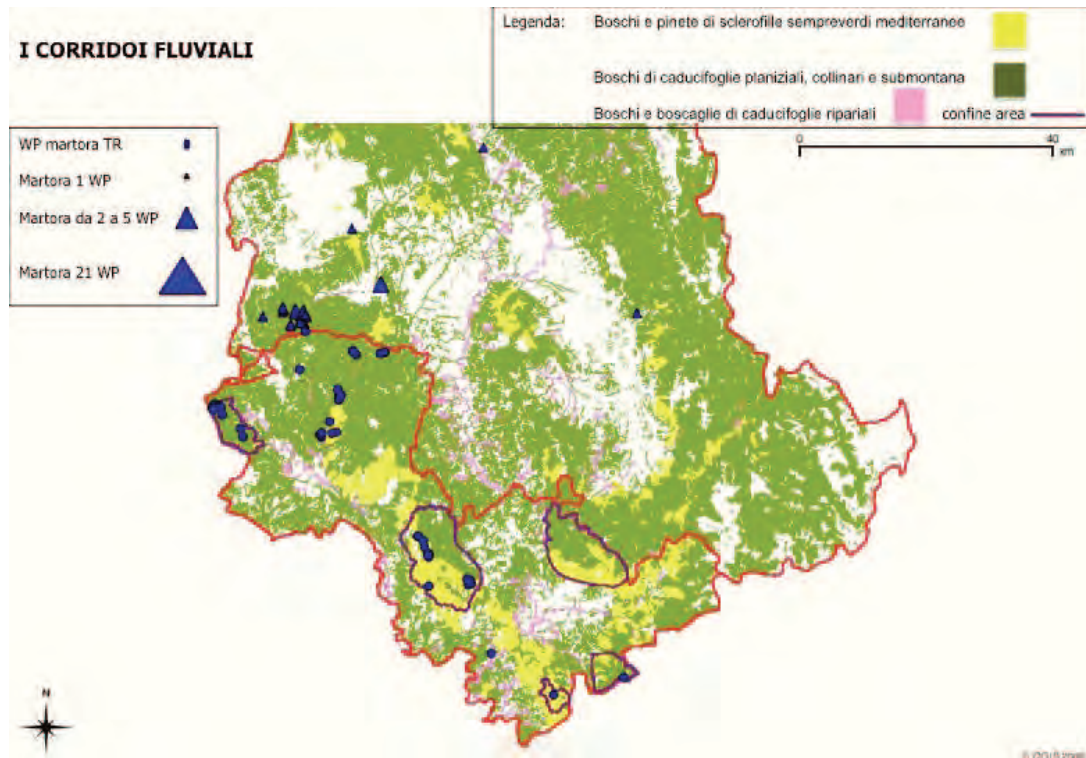 I CORRIDOI FLUVIALI
Legenda:
Boschi e pinete di sclerofille sempreverdi mediterranee
Boschi di caducifoglie planiziali, collinari e submontana
Boschi e boscaglie di caducifoglie ripariali
confine area
0 40
km
WP martora TR
Martora 1 WP
Martora da 2 a 5 WP
Martora 21 WP
N